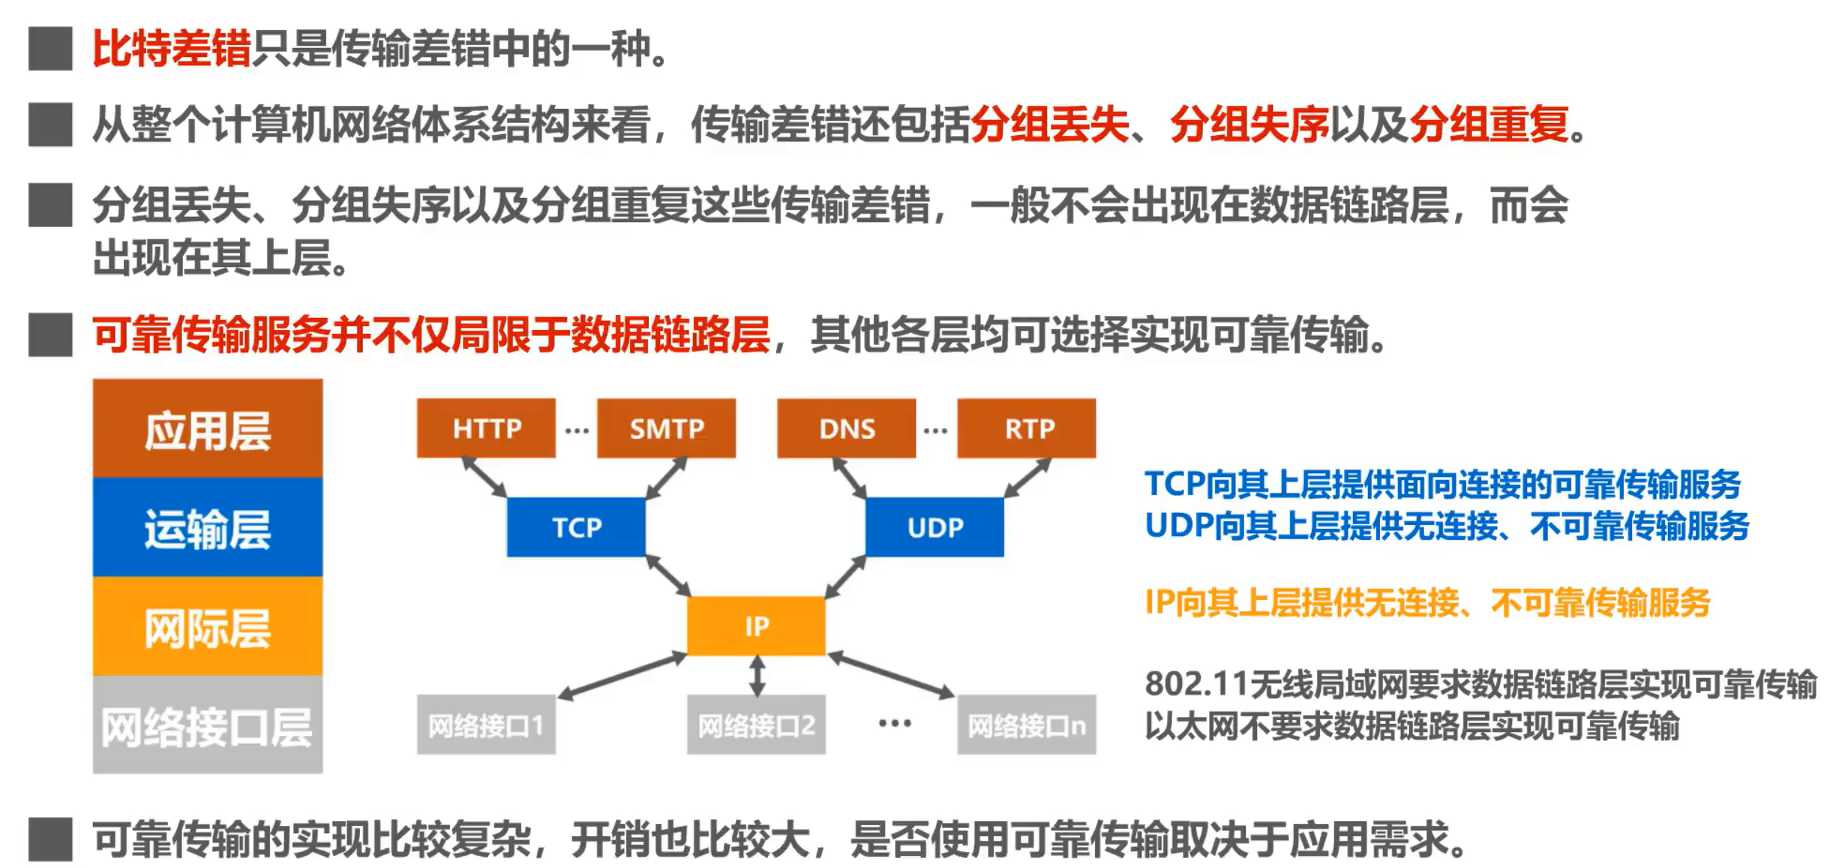 比特差错只是传输差错中的一种。
从整个计算机网络体系结构来看，传输差错还包括分组丢失、分组失序以及分组重复。
分组丢失、分组失序以及分组重复这些传输差错，一般不会出现在数据链路层，而会
出现在其上层。
可靠传输服务并不仅局限于数据链路层，其他各层均可选择实现可靠传输。
应用层
HTTP ··· SMTP DNS ··· RTP
TCP向其上层提供面向连接的可靠传输服务
运输层
TCP UDP
UDP向其上层提供无连接、不可靠传输服务
网际层
IP
IP向其上层提供无连接、不可靠传输服务
802.11无线局域网要求数据链路层实现可靠传输
网络接口层
网络接口1 网络接口2 ··· 网络接口n
以太网不要求数据链路层实现可靠传输
可靠传输的实现比较复杂，开销也比较大，是否使用可靠传输取决于应用需求。